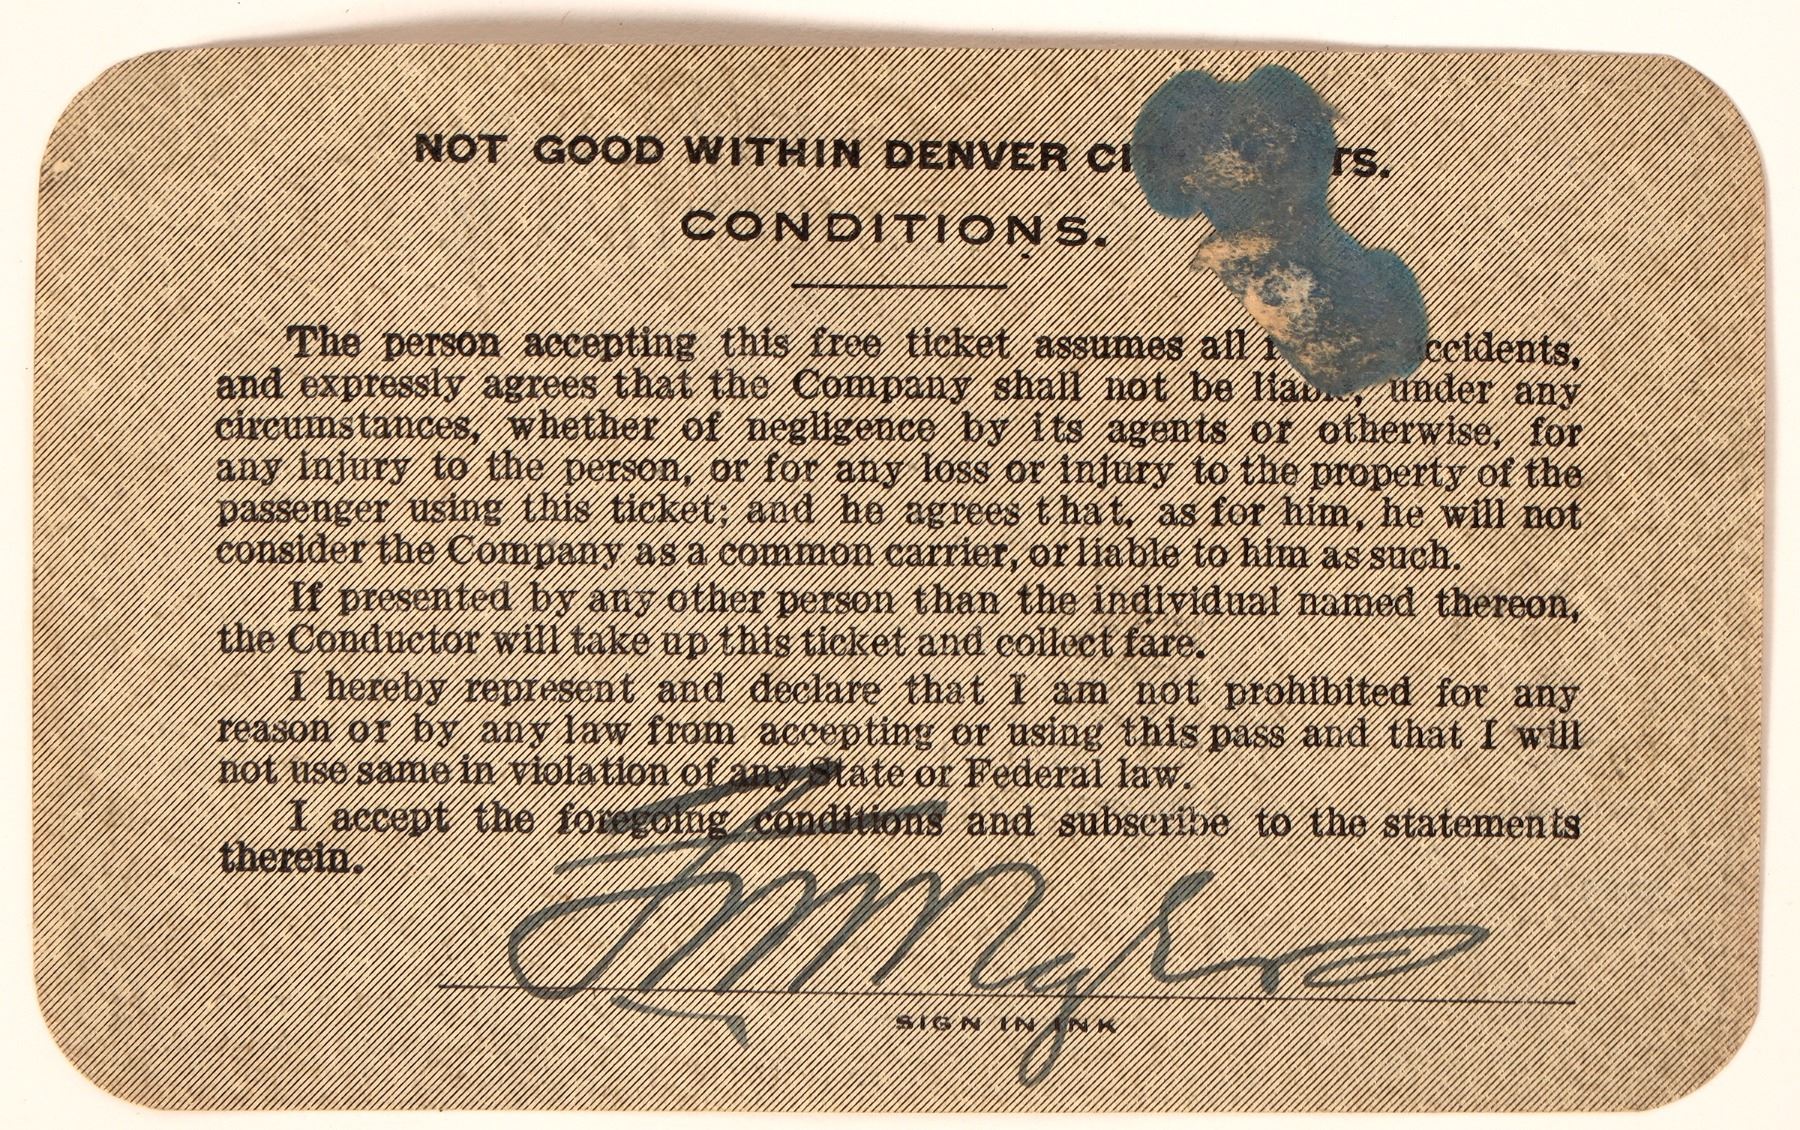 NOT GOOD WITHIN DENVER CI TS.
CONDITIONS.
The person accepting this free ticket assumes all ccidents,
and expressly agrees that the Company shall not be liable, under any
circumstances, whether of negligence by its agents or otherwise, for
any injury to the person, or for any loss or injury to the property of the
passenger using this ticket; and he agrees that, as for him, he will not
consider the Company as a common carrier, or liable to him as such.
If presented by any other person than the individual named thereon,
the Conductor will take up this ticket and collect fare.
I hereby represent and declare that I am not prohibited for any
reason or by any law from accepting or using this pass and that I will
not use same in violation of any State or Federal law.
I accept the foregoing conditions and subscribe to the statements
therein.
SIGN IN INK